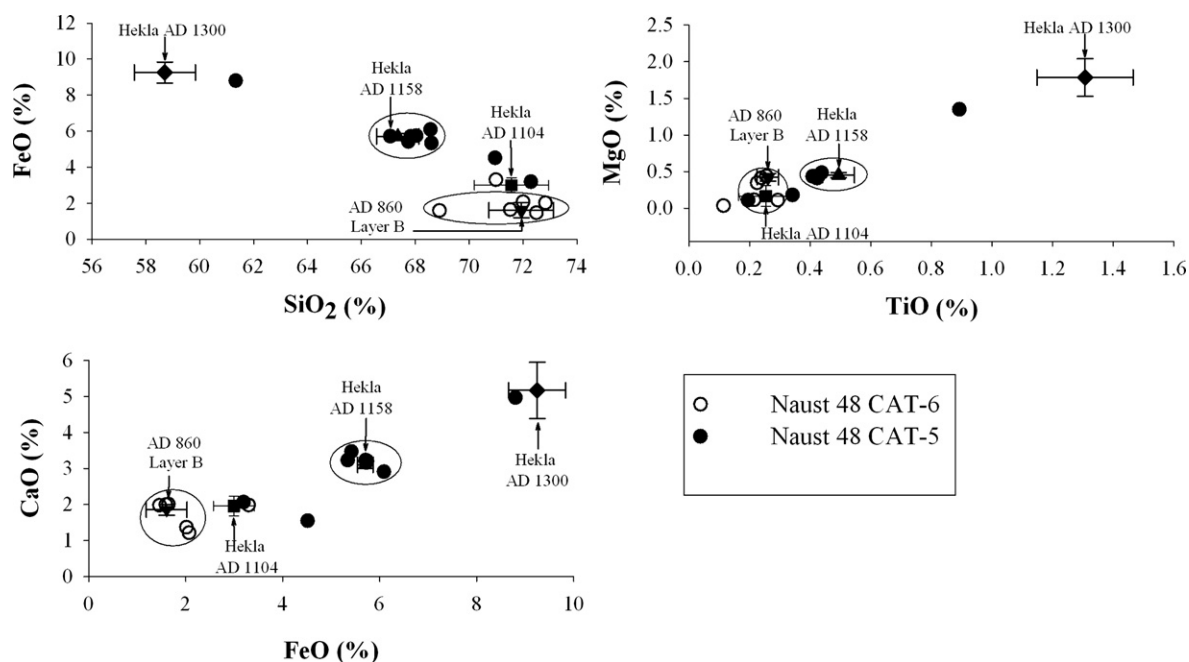 12
10
8
6
4
2
0
FeO (%)
Hekla AD 1300
Hekla
AD 1158
Hekla
AD 1104
AD 860
Layer B
56 58 60 62 64 66 68 70 72 74
SiO2 (%)
2.5
2.0
1.5
1.0
0.5
0.0
MgO (%)
Hekla AD 1300
AD 860
Layer B
Hekla
AD 1158
Hekla AD 1104
0.0 0.2 0.4 0.6 0.8 1.0 1.2 1.4 1.6
TiO (%)
6
5
4
3
2
1
0
CaO (%)
Hekla
AD 1158
AD 860
Layer B
Hekla
AD 1300
Hekla
AD 1104
0 2 4 6 8 10
FeO (%)
Naust 48 CAT-6
Naust 48 CAT-5